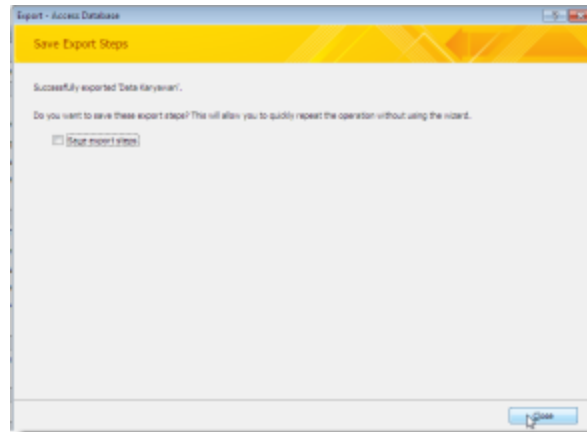 Export - Access Database
Save Export Steps
Successfully exported 'Data Karyawan'.
Do you want to save these export steps? This will allow you to quickly repeat the operation without using the wizard.
Save export steps
Close